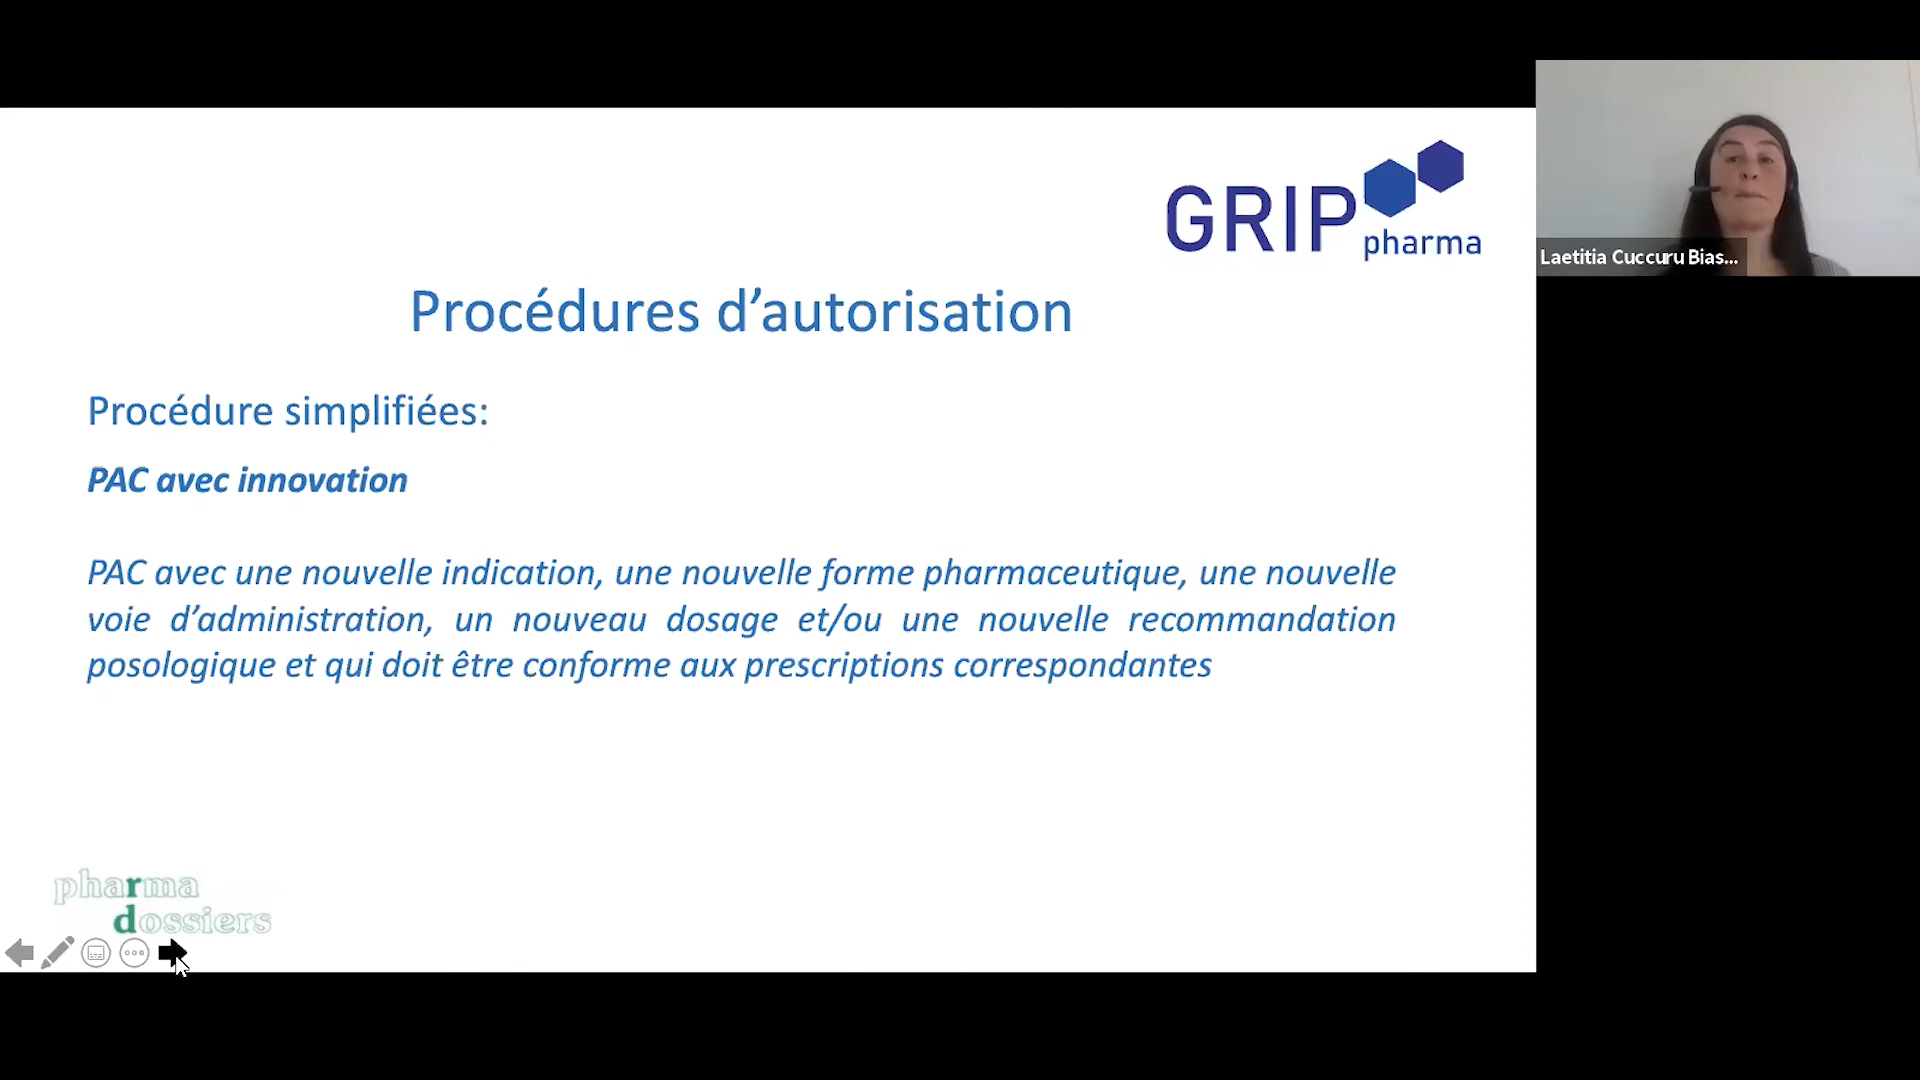 GRIP
pharma
Laetitia Cuccuru Bias...
Procédures d’autorisation
Procédure simplifiées:
PAC avec innovation
PAC avec une nouvelle indication, une nouvelle forme pharmaceutique, une nouvelle
voie d’administration, un nouveau dosage et/ou une nouvelle recommandation
posologique et qui doit être conforme aux prescriptions correspondantes
pharma
dossiers